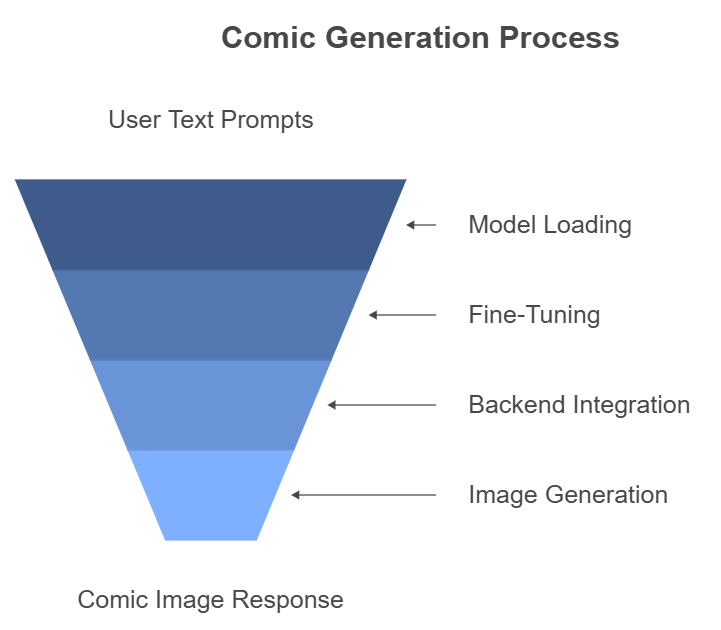 Comic Generation Process
User Text Prompts
Model Loading
Fine-Tuning
Backend Integration
Image Generation
Comic Image Response